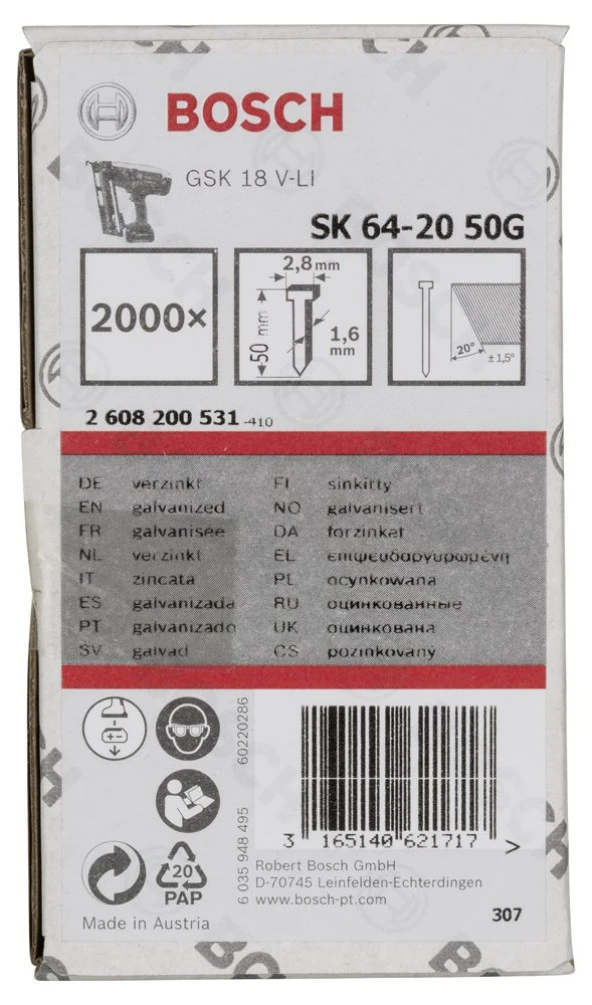 BOSCH
GSK 18 V-LI
SK 64-20 50G
2000×
2,8 mm
50 mm
1,6 mm
20°
± 1,5°
2 608 200 531 -410
DE verzinkt FI sinkitty
EN galvanized NO galvanisert
FR galvanisée DA forzinket
NL verzinkt EL επιψευδαργυρωμένη
IT zincata PL ocynkowana
ES galvanizada RU оцинкованные
PT galvanizado UK оцинкована
SV galvad CS pozinkovany
60220286
6 035 948 495
3 165140 621717 >
20
PAP
Robert Bosch GmbH
D-70745 Leinfelden-Echterdingen
www.bosch-pt.com
Made in Austria
307
BOSCH